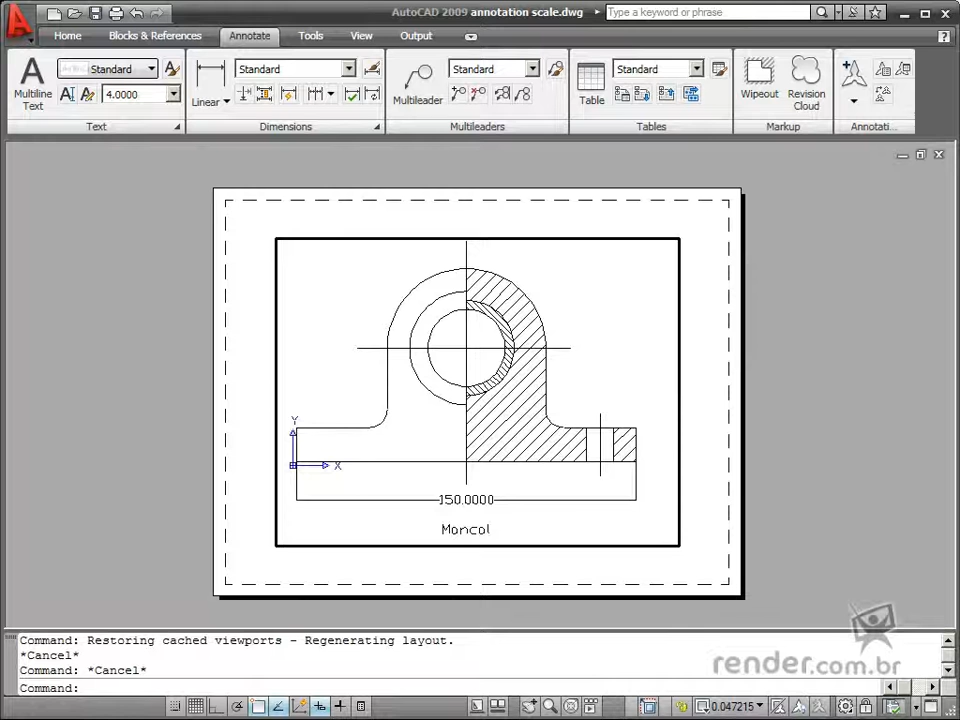 AutoCAD 2009 annotation scale.dwg
Type a keyword or phrase
Home
Blocks & References
Annotate
Tools
View
Output
Multiline Text
Standard
4.0000
Text
Linear
Standard
Dimensions
Multileader
Standard
Multileaders
Table
Standard
Tables
Wipeout
Revision Cloud
Markup
Annotati...
Y
X
150.0000
Mancal
Command: Restoring cached viewports - Regenerating layout.
*Cancel*
Command: *Cancel*
Command:
render.com.br
0.047215